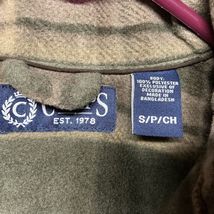 C
EST. 1978
BODY:
100% POLYESTER
EXCLUSIVE OF
DECORATION
MADE IN
BANGLADESH
S/P/CH